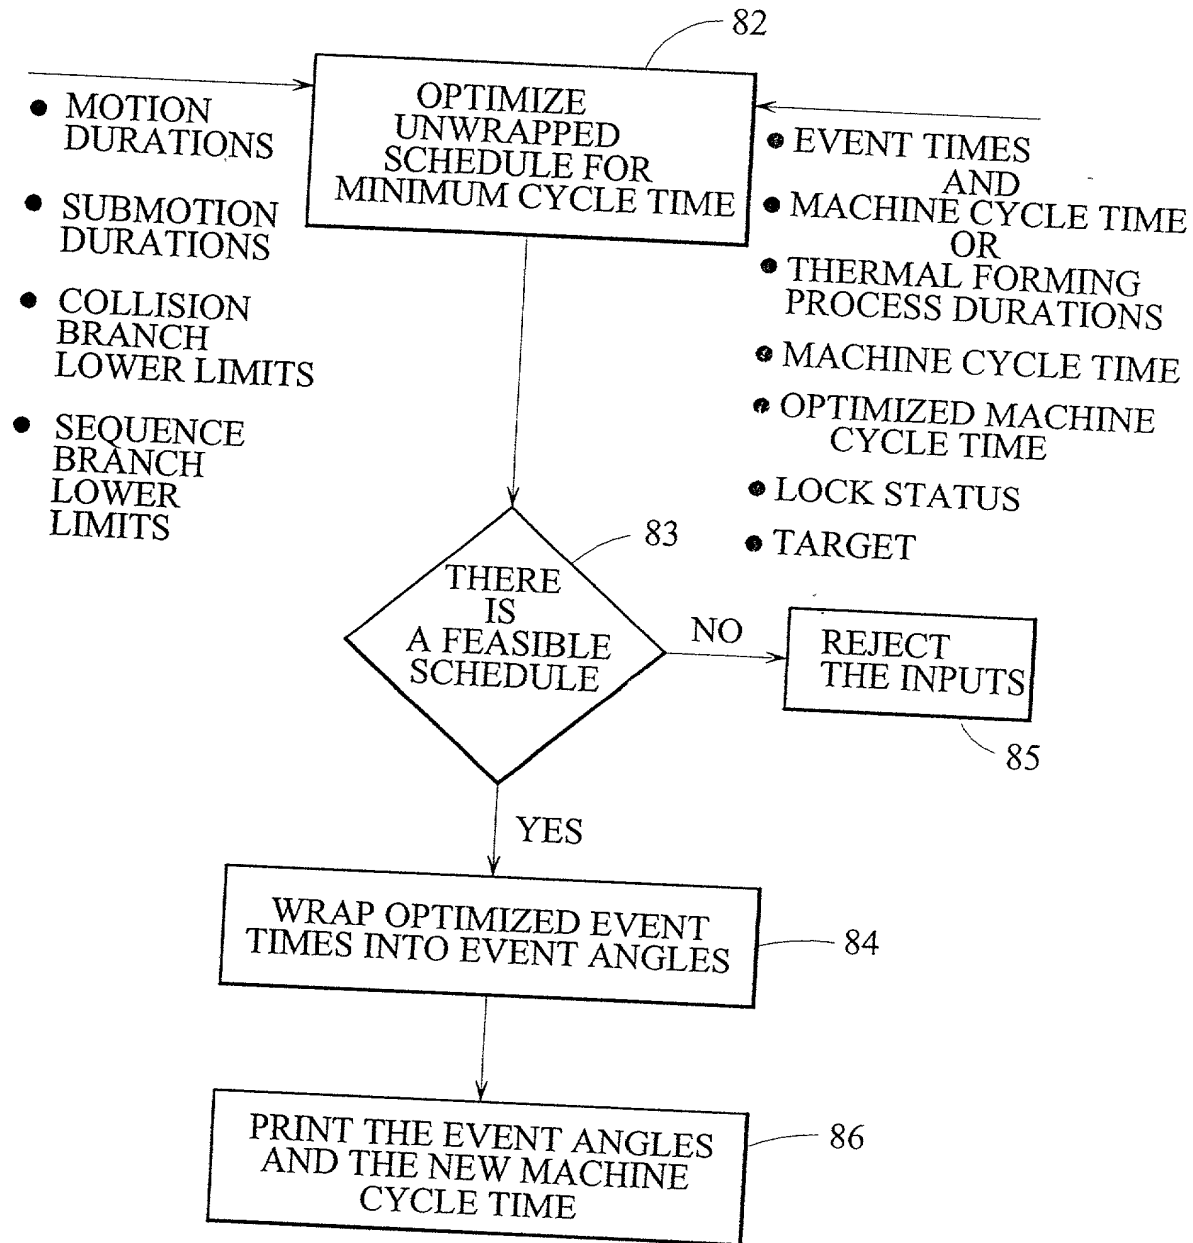 82
OPTIMIZE
UNWRAPPED
SCHEDULE FOR
MINIMUM CYCLE TIME
• MOTION
DURATIONS
• SUBMOTION
DURATIONS
• COLLISION
BRANCH
LOWER LIMITS
• SEQUENCE
BRANCH
LOWER
LIMITS
• EVENT TIMES
AND
• MACHINE CYCLE TIME
OR
• THERMAL FORMING
PROCESS DURATIONS
• MACHINE CYCLE TIME
• OPTIMIZED MACHINE
CYCLE TIME
• LOCK STATUS
• TARGET
83
THERE
IS
A FEASIBLE
SCHEDULE
NO
REJECT
THE INPUTS
85
YES
WRAP OPTIMIZED EVENT
TIMES INTO EVENT ANGLES
84
PRINT THE EVENT ANGLES
AND THE NEW MACHINE
CYCLE TIME
86